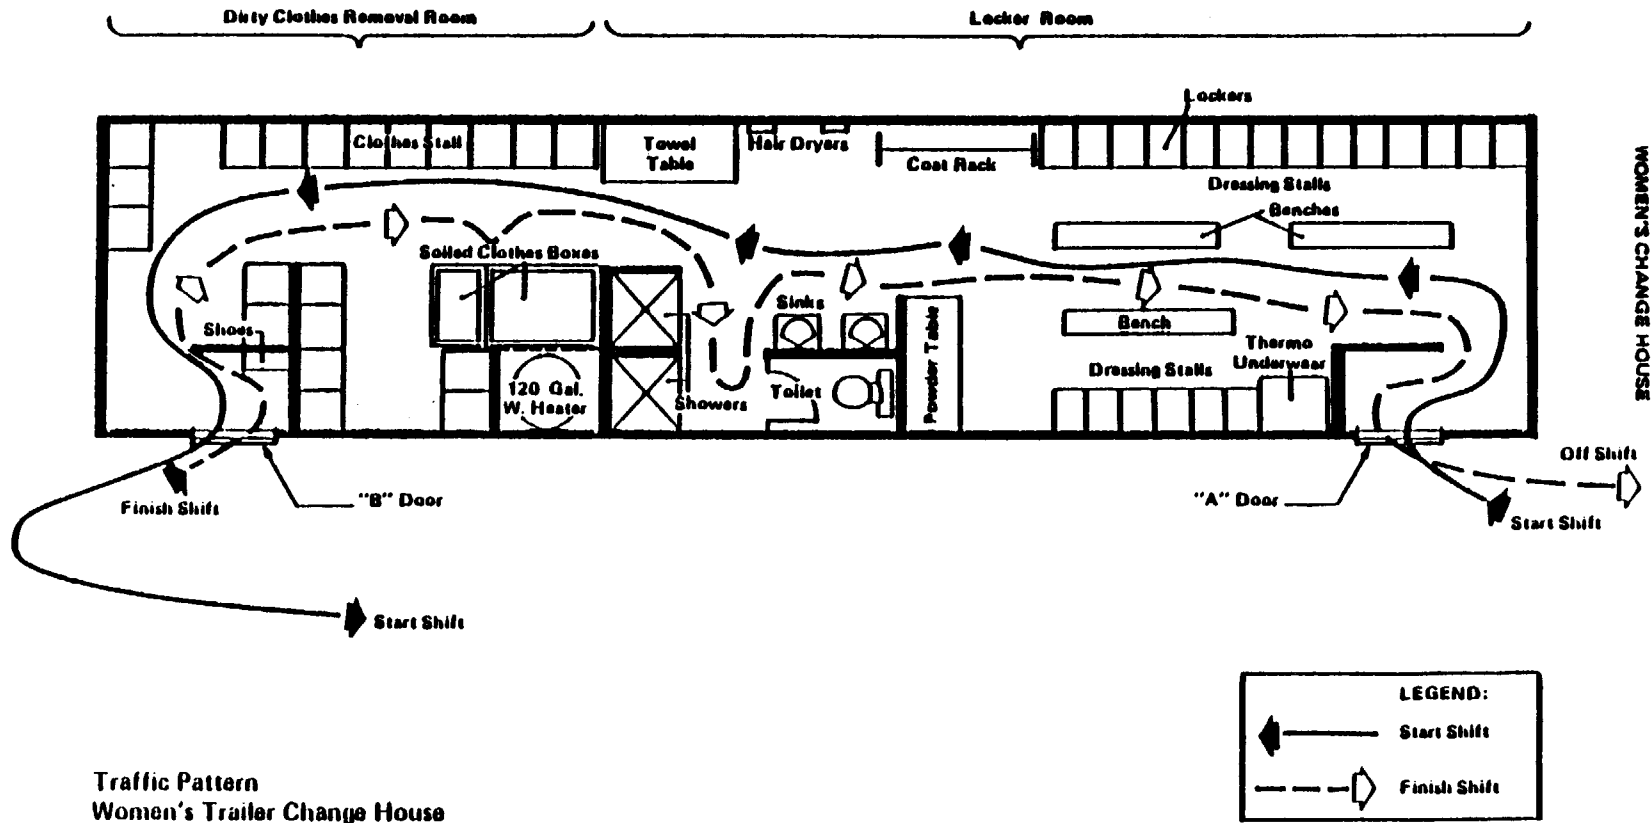 Dirty Clothes Removal Room
Locker Room
Lockers
Clothes Stall
Towel
Table
Hair Dryers
Coat Rack
Dressing Stalls
Benches
WOMEN'S CHANGE HOUSE
Soiled Clothes Boxes
Sinks
Shoes
Bench
Powder Table
Thermo
Underwear
Dressing Stalls
120 Gal.
W. Heater
Showers
Toilet
Finish Shift
"B" Door
"A" Door
Off Shift
Start Shift
Start Shift
LEGEND:
Start Shift
Finish Shift
Traffic Pattern
Women's Trailer Change House